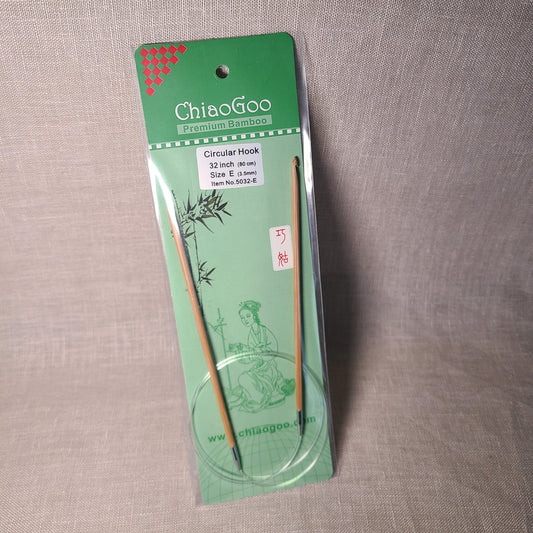 ChiaoGoo
Premium Bamboo
Circular Hook
32 inch (80 cm)
Size E (3.5mm)
Item No.5032-E
巧
www.chiaogoo.com